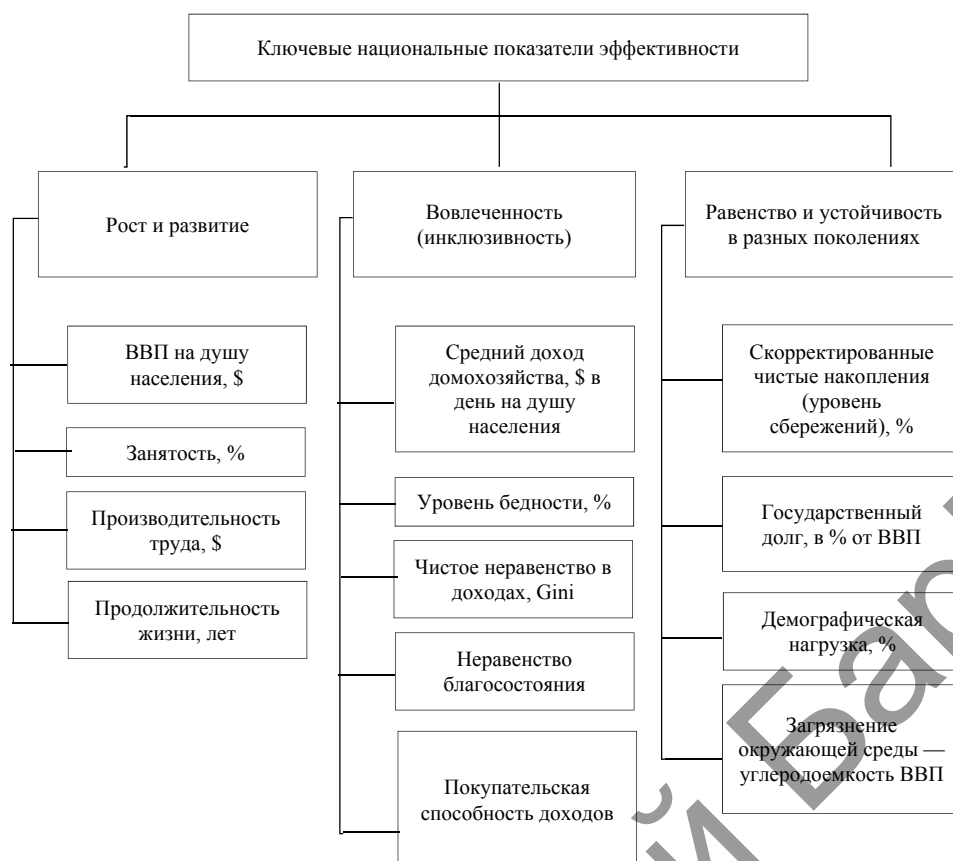 Ключевые национальные показатели эффективности
Рост и развитие
ВВП на душу
населения, $
Занятость, %
Производительность
труда, $
Продолжительность
жизни, лет
Вовлеченность
(инклюзивность)
Средний доход
домохозяйства, $ в
день на душу
населения
Уровень бедности, %
Чистое неравенство в
доходах, Gini
Неравенство
благосостояния
Покупательская
способность доходов
Равенство и устойчивость
в разных поколениях
Скорректированные
чистые накопления
(уровень
сбережений), %
Государственный
долг, в % от ВВП
Демографическая
нагрузка, %
Загрязнение
окружающей среды —
углеродоемкость ВВП